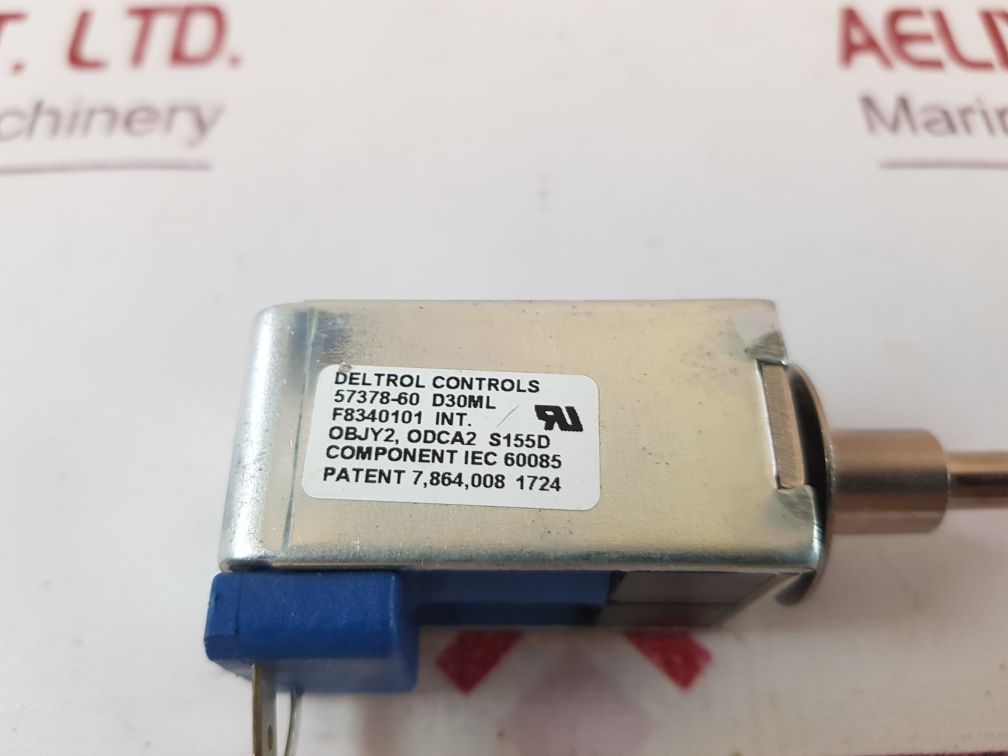 T. LTD.
chinery
AELI
Marin
DELTROL CONTROLS
57378-60 D30ML
F8340101 INT.
OBJY2, ODCA2 S155D
COMPONENT IEC 60085
PATENT 7,864,008 1724